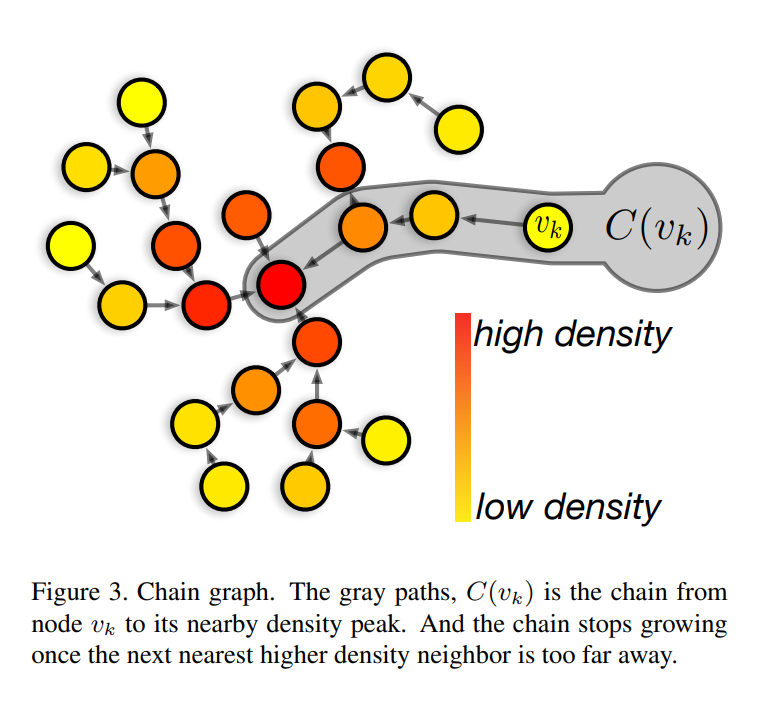 v_k
C(v_k)
high density
low density
Figure 3. Chain graph. The gray paths, C(v_k) is the chain from
node v_k to its nearby density peak. And the chain stops growing
once the next nearest higher density neighbor is too far away.